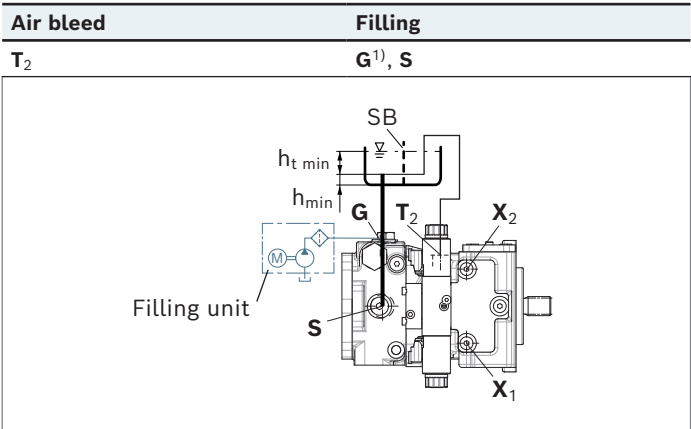 Air bleed Filling
T₂ G¹⁾, S
SB
hₜ ₘᵢₙ
hₘᵢₙ
G T₂ X₂
M
Filling unit
S
X₁